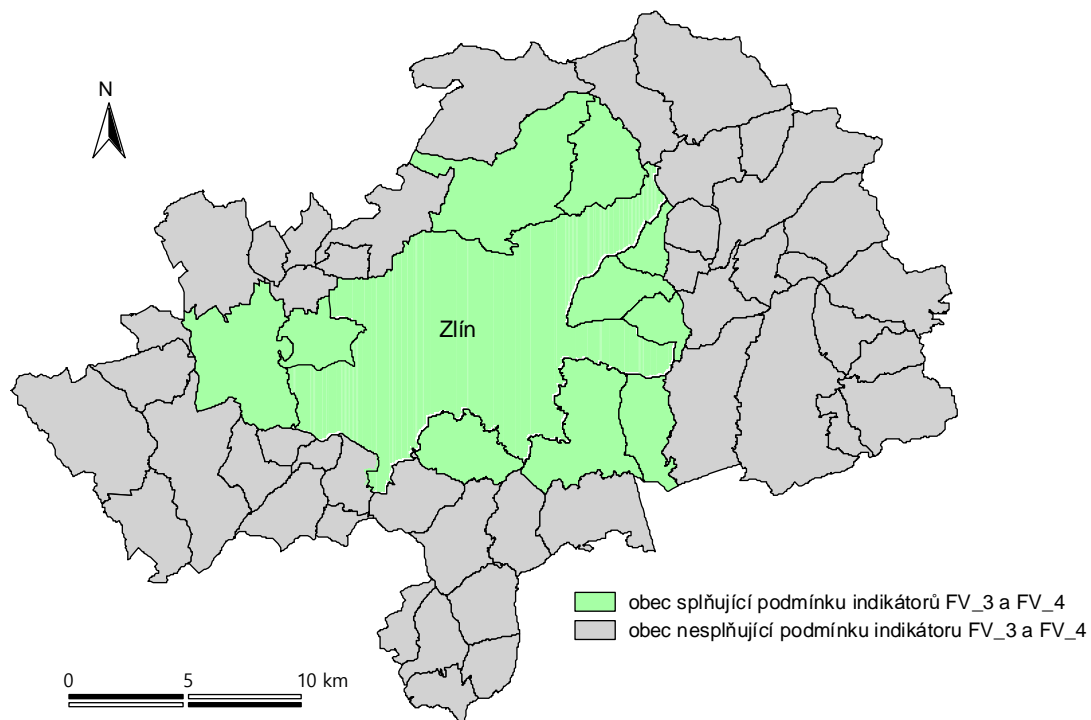 N
Zlín
obec splňující podmínku indikátorů FV_3 a FV_4
obec nesplňující podmínku indikátoru FV_3 a FV_4
0 5 10 km